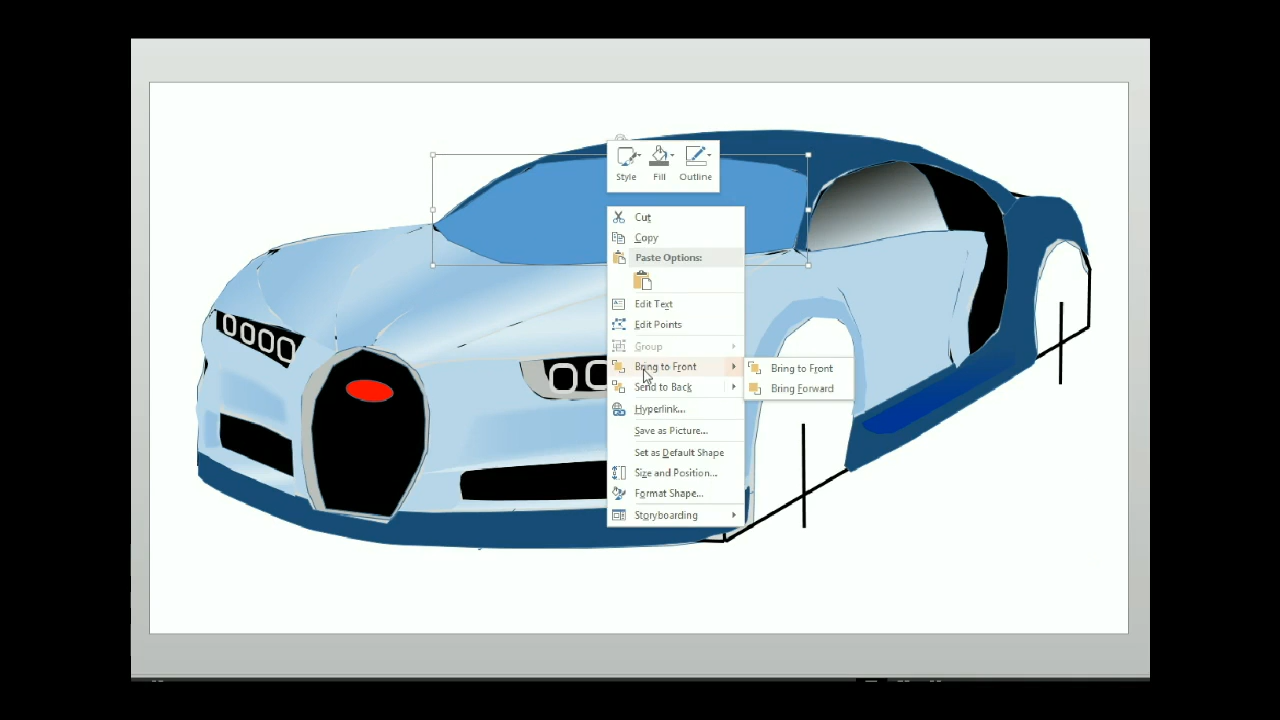 Style Fill Outline
Cut
Copy
Paste Options:
Edit Text
Edit Points
Group
Bring to Front
Send to Back
Hyperlink...
Save as Picture...
Set as Default Shape
Size and Position...
Format Shape...
Storyboarding
Bring to Front
Bring Forward